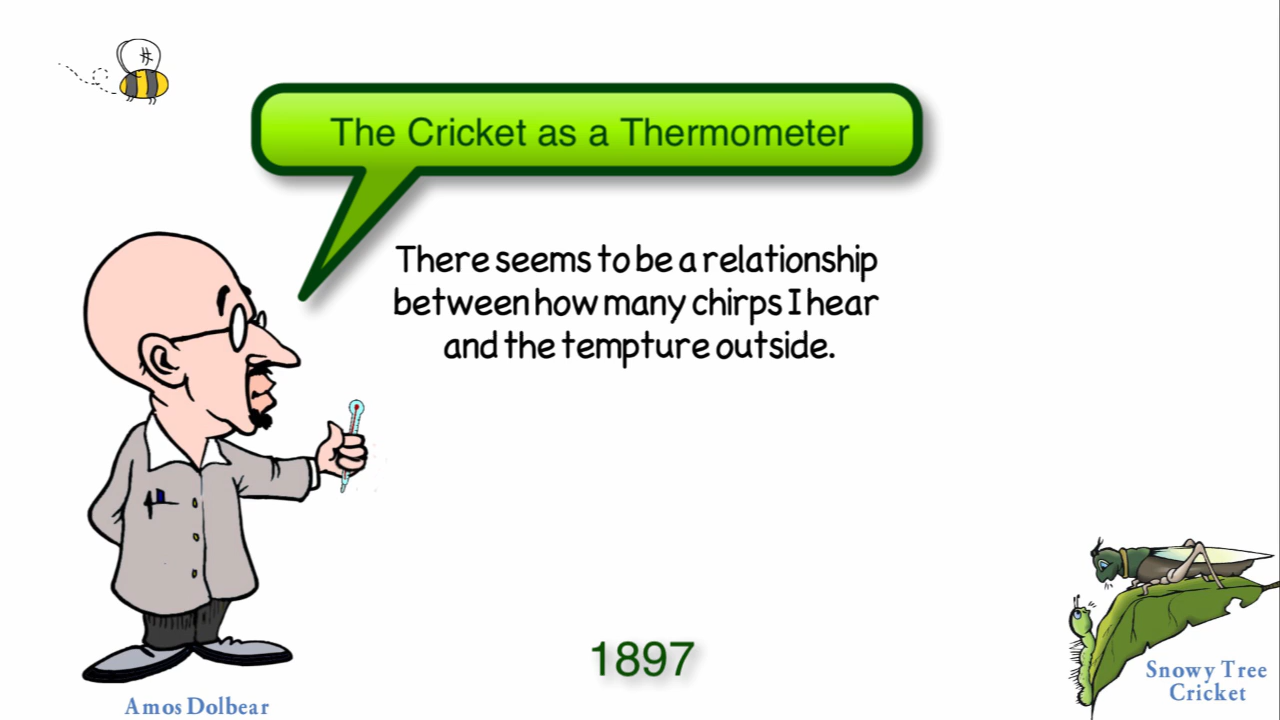 The Cricket as a Thermometer
There seems to be a relationship
between how many chirps I hear
and the tempture outside.
1897
Snowy Tree
Cricket
Amos Dolbear